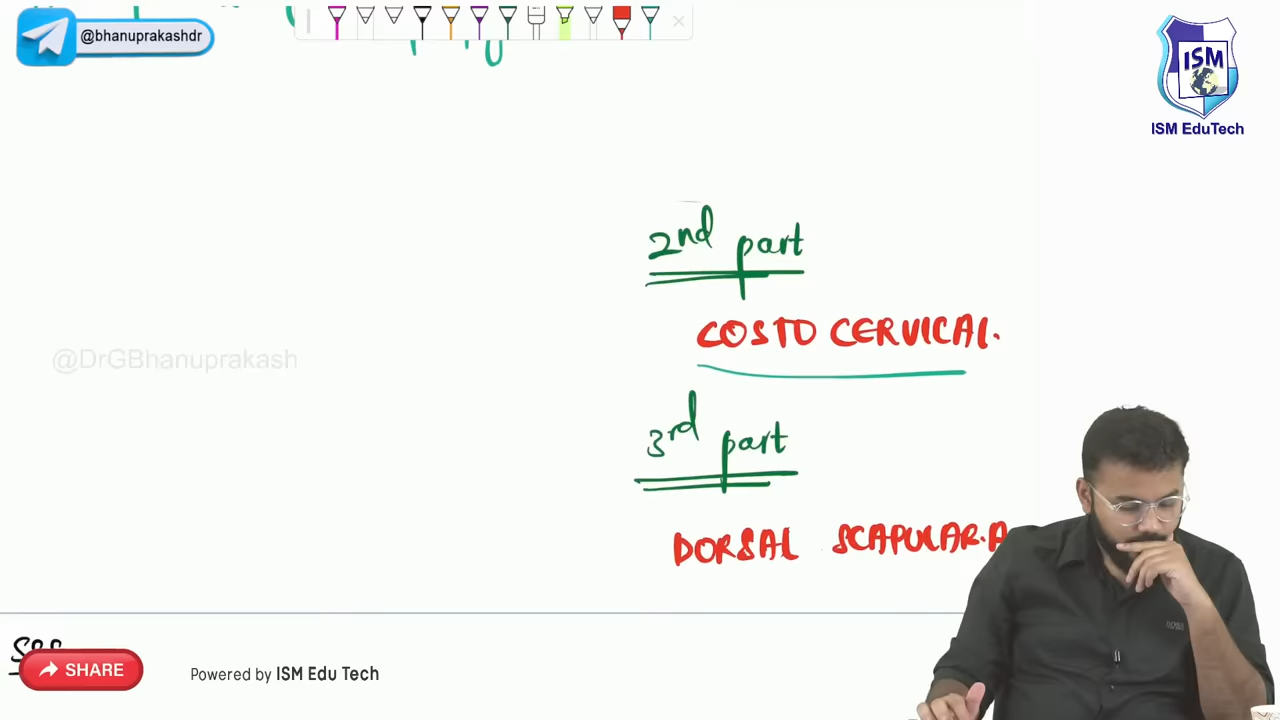 @bhanuprakashdr
ISM
ISM EduTech
2nd part
COSTO CERVICAL.
@DrGBhanuprakash
3rd part
DORSAL SCAPULAR.A
SHARE
Powered by ISM Edu Tech